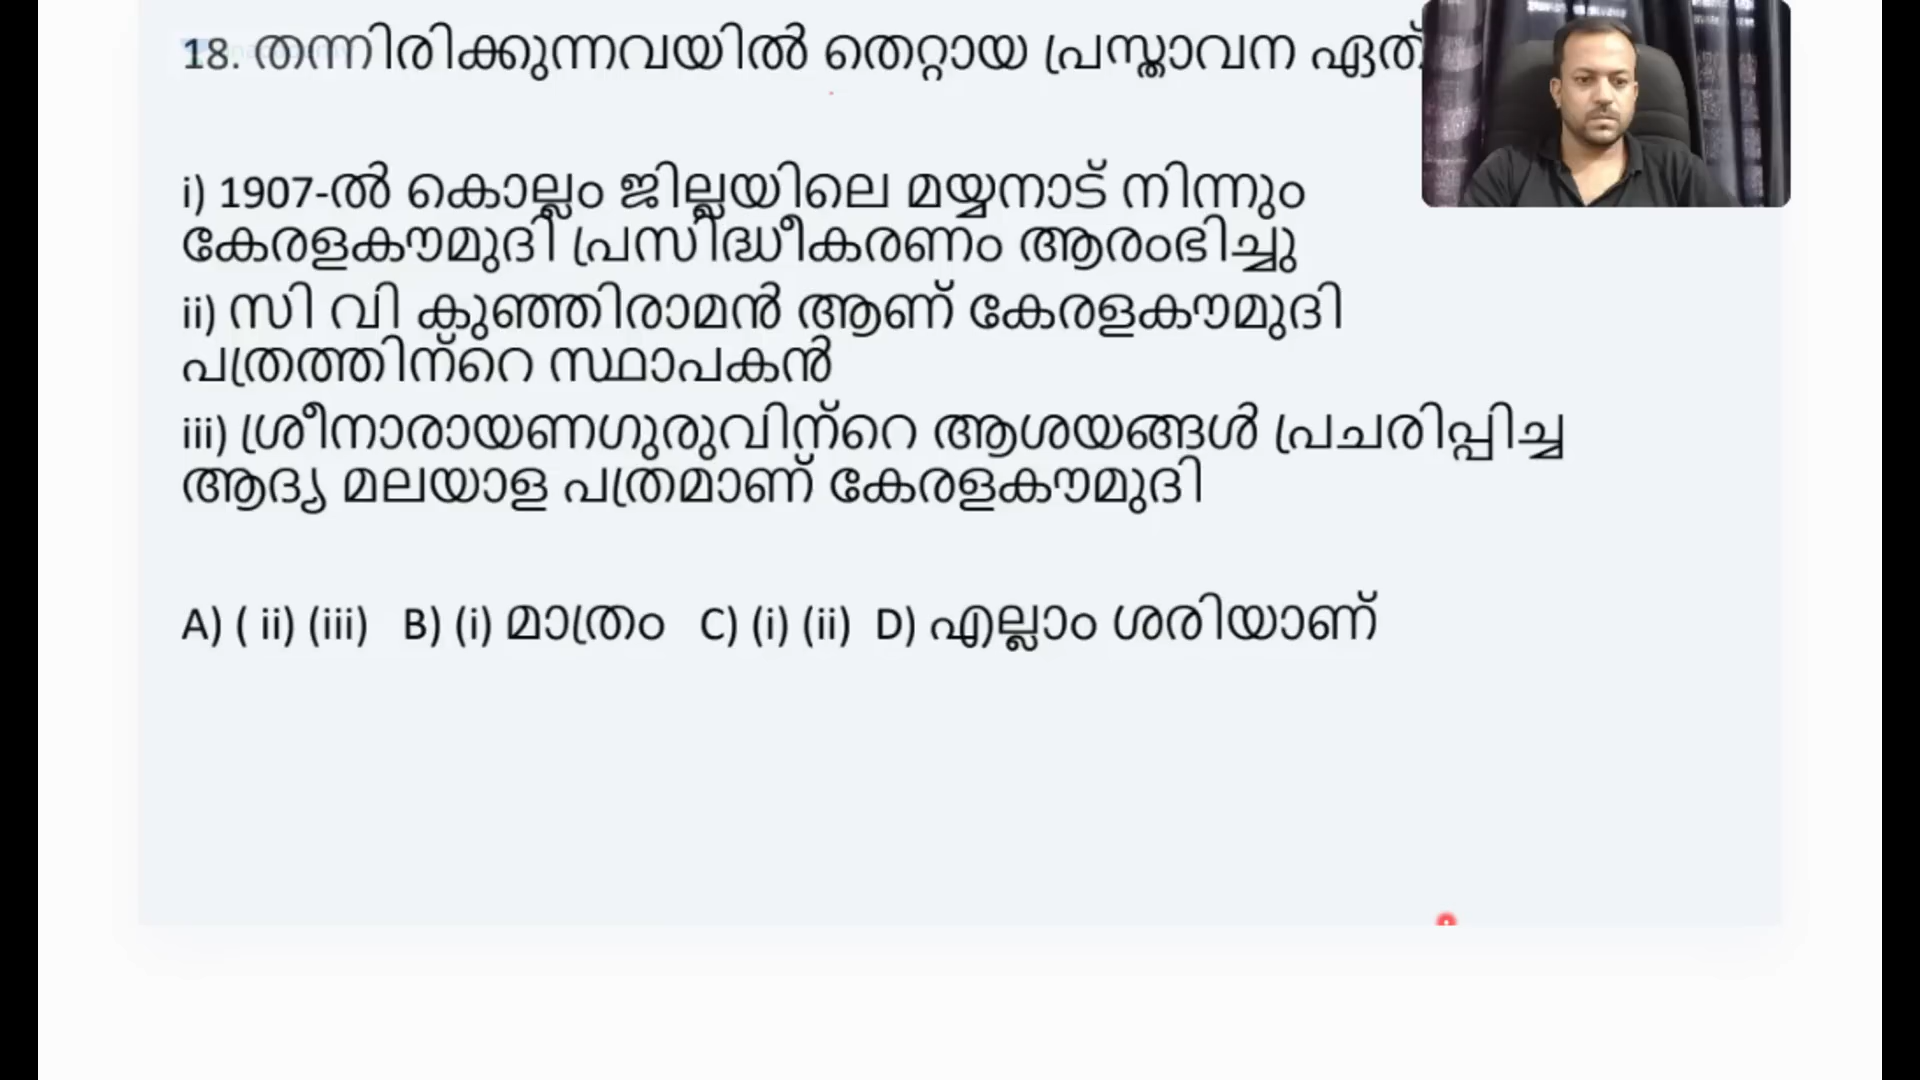 18. തന്നിരിക്കുന്നവയിൽ തെറ്റായ പ്രസ്താവന ഏത്
i) 1907-ൽ കൊല്ലം ജില്ലയിലെ മയ്യനാട് നിന്നും
കേരളകൗമുദി പ്രസിദ്ധീകരണം ആരംഭിച്ചു
ii) സി വി കുഞ്ഞിരാമൻ ആണ് കേരളകൗമുദി
പത്രത്തിന്റെ സ്ഥാപകൻ
iii) ശ്രീനാരായണഗുരുവിന്റെ ആശയങ്ങൾ പ്രചരിപ്പിച്ച
ആദ്യ മലയാള പത്രമാണ് കേരളകൗമുദി
A) ( ii) (iii) B) (i) മാത്രം C) (i) (ii) D) എല്ലാം ശരിയാണ്